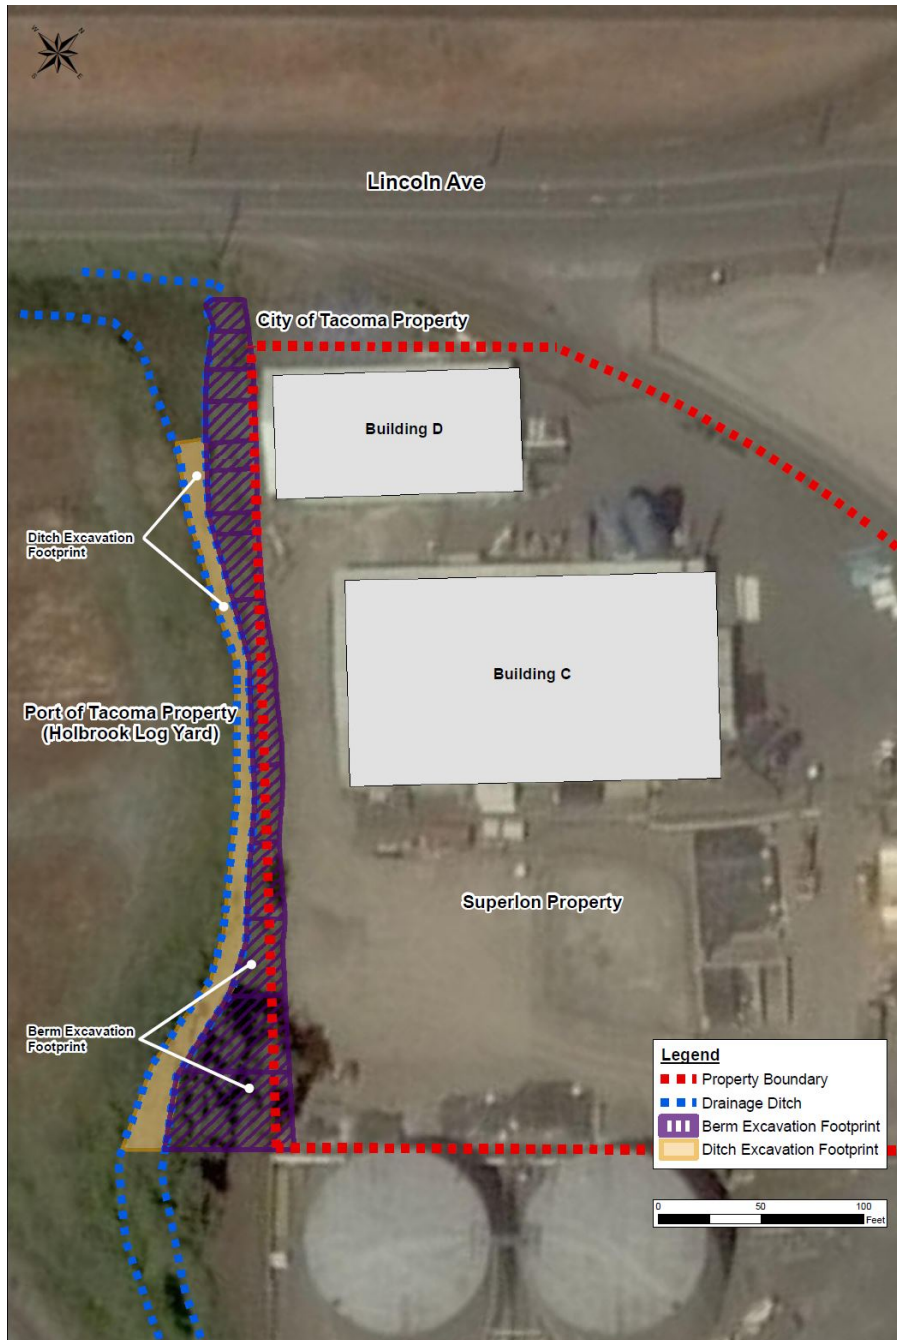 W
N
S
E
Lincoln Ave
City of Tacoma Property
Building D
Ditch Excavation
Footprint
Building C
Port of Tacoma Property
(Holbrook Log Yard)
Superlon Property
Berm Excavation
Footprint
Legend
Property Boundary
Drainage Ditch
Berm Excavation Footprint
Ditch Excavation Footprint
0 50 100
Feet